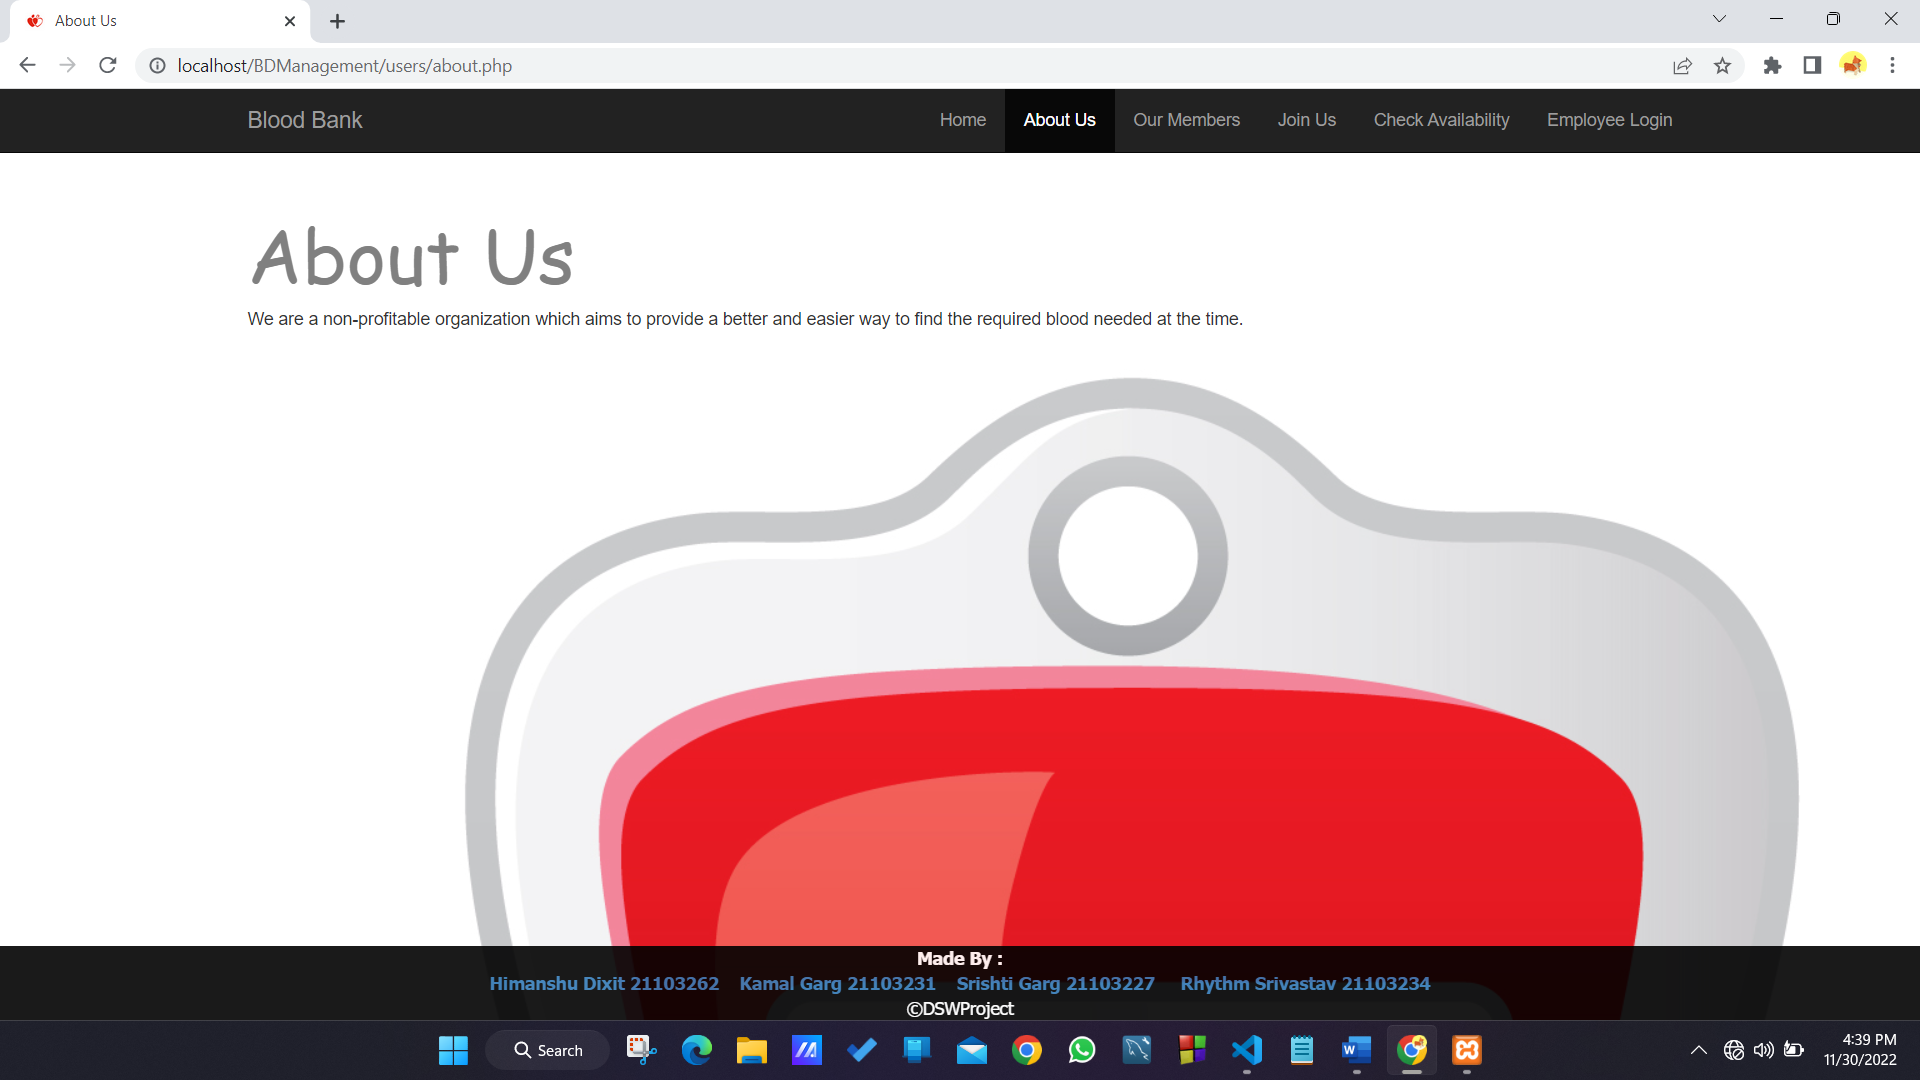 About Us
localhost/BDManagement/users/about.php
Blood Bank Home About Us Our Members Join Us Check Availability Employee Login
About Us
We are a non-profitable organization which aims to provide a better and easier way to find the required blood needed at the time.
Made By :
Himanshu Dixit 21103262 Kamal Garg 21103231 Srishti Garg 21103227 Rhythm Srivastav 21103234
©DSWProject
Search
4:39 PM
11/30/2022